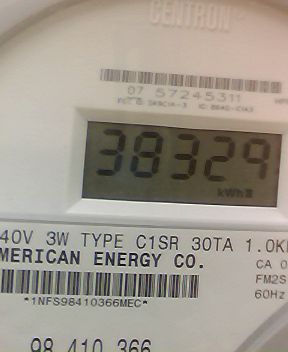 CENTRON
07 57245311
38329
kWh
40V 3W TYPE C1SR 30TA 1.0K
MERICAN ENERGY CO.
CA 0
FM2S
*1NFS98410366MEC*
60Hz
98 410 366